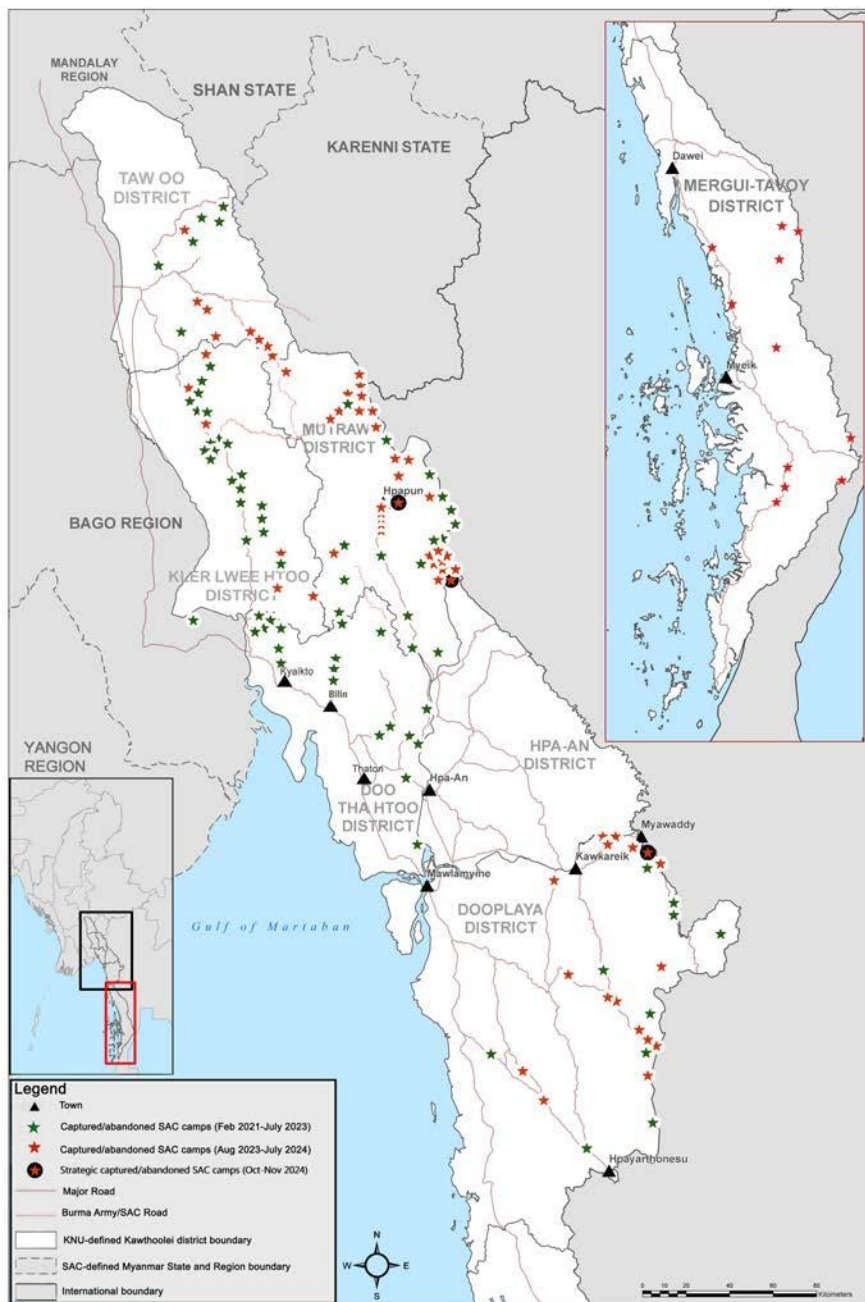 MANDALAY
REGION
SHAN STATE
KARENNI STATE
TAW OO
DISTRICT
Dawei
MERGUI-TAVOY
DISTRICT
Myeik
MUTRAW
DISTRICT
Hpapun
BAGO REGION
KLER LWEE HTOO
DISTRICT
Kyaikto
Bilin
YANGON
REGION
HPA-AN
DISTRICT
Thaton
Hpa-An
DOO
THA HTOO
DISTRICT
Myawaddy
Kawkareik
Mawlamyine
DOOPLAYA
DISTRICT
Gulf of Martaban
Hpayarthonesu
Legend
Town
Captured/abandoned SAC camps (Feb 2021-July 2023)
Captured/abandoned SAC camps (Aug 2023-July 2024)
Strategic captured/abandoned SAC camps (Oct-Nov 2024)
Major Road
Burma Army/SAC Road
KNU-defined Kawthoolei district boundary
SAC-defined Myanmar State and Region boundary
International boundary
N
W E
S
0 10 20 40 60 80
Kilometers